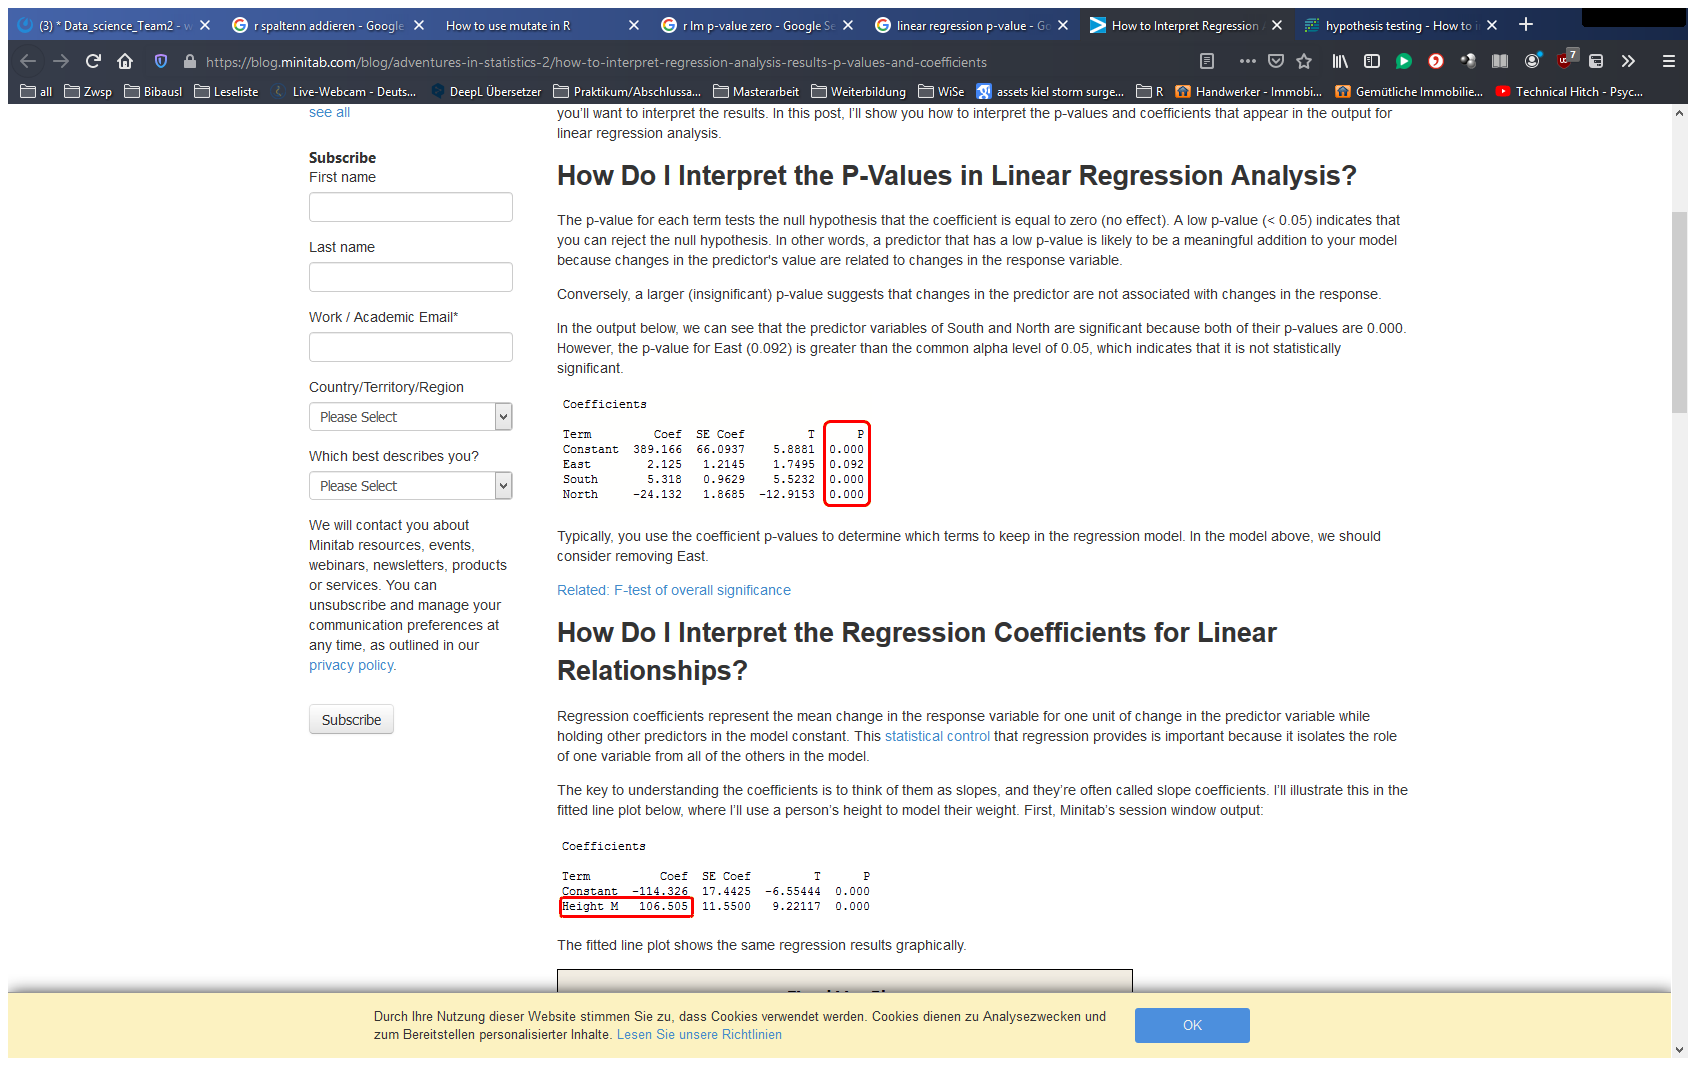 (3) * Data_science_Team2 - w
r spaltenn addieren - Google
How to use mutate in R
r lm p-value zero - Google Se
linear regression p-value - Go
How to Interpret Regression A
hypothesis testing - How to i
https://blog.minitab.com/blog/adventures-in-statistics-2/how-to-interpret-regression-analysis-results-p-values-and-coefficients
7
all Zwsp Bibausl Leseliste Live-Webcam - Deuts... DeepL Übersetzer Praktikum/Abschlussa... Masterarbeit Weiterbildung WiSe assets kiel storm surge... R Handwerker - Immobi... Gemütliche Immobilie... Technical Hitch - Psyc...
see all
Subscribe
First name
Last name
Work / Academic Email*
Country/Territory/Region
Please Select
Which best describes you?
Please Select
We will contact you about
Minitab resources, events,
webinars, newsletters, products
or services. You can
unsubscribe and manage your
communication preferences at
any time, as outlined in our
privacy policy.
Subscribe
you'll want to interpret the results. In this post, I'll show you how to interpret the p-values and coefficients that appear in the output for
linear regression analysis.
How Do I Interpret the P-Values in Linear Regression Analysis?
The p-value for each term tests the null hypothesis that the coefficient is equal to zero (no effect). A low p-value (< 0.05) indicates that
you can reject the null hypothesis. In other words, a predictor that has a low p-value is likely to be a meaningful addition to your model
because changes in the predictor's value are related to changes in the response variable.
Conversely, a larger (insignificant) p-value suggests that changes in the predictor are not associated with changes in the response.
In the output below, we can see that the predictor variables of South and North are significant because both of their p-values are 0.000.
However, the p-value for East (0.092) is greater than the common alpha level of 0.05, which indicates that it is not statistically
significant.
Coefficients
Term Coef SE Coef T P
Constant 389.166 66.0937 5.8881 0.000
East 2.125 1.2145 1.7495 0.092
South 5.318 0.9629 5.5232 0.000
North -24.132 1.8685 -12.9153 0.000
Typically, you use the coefficient p-values to determine which terms to keep in the regression model. In the model above, we should
consider removing East.
Related: F-test of overall significance
How Do I Interpret the Regression Coefficients for Linear
Relationships?
Regression coefficients represent the mean change in the response variable for one unit of change in the predictor variable while
holding other predictors in the model constant. This statistical control that regression provides is important because it isolates the role
of one variable from all of the others in the model.
The key to understanding the coefficients is to think of them as slopes, and they're often called slope coefficients. I'll illustrate this in the
fitted line plot below, where I'll use a person's height to model their weight. First, Minitab's session window output:
Coefficients
Term Coef SE Coef T P
Constant -114.326 17.4425 -6.55444 0.000
Height M 106.505 11.5500 9.22117 0.000
The fitted line plot shows the same regression results graphically.
Durch Ihre Nutzung dieser Website stimmen Sie zu, dass Cookies verwendet werden. Cookies dienen zu Analysezwecken und
zum Bereitstellen personalisierter Inhalte. Lesen Sie unsere Richtlinien
OK